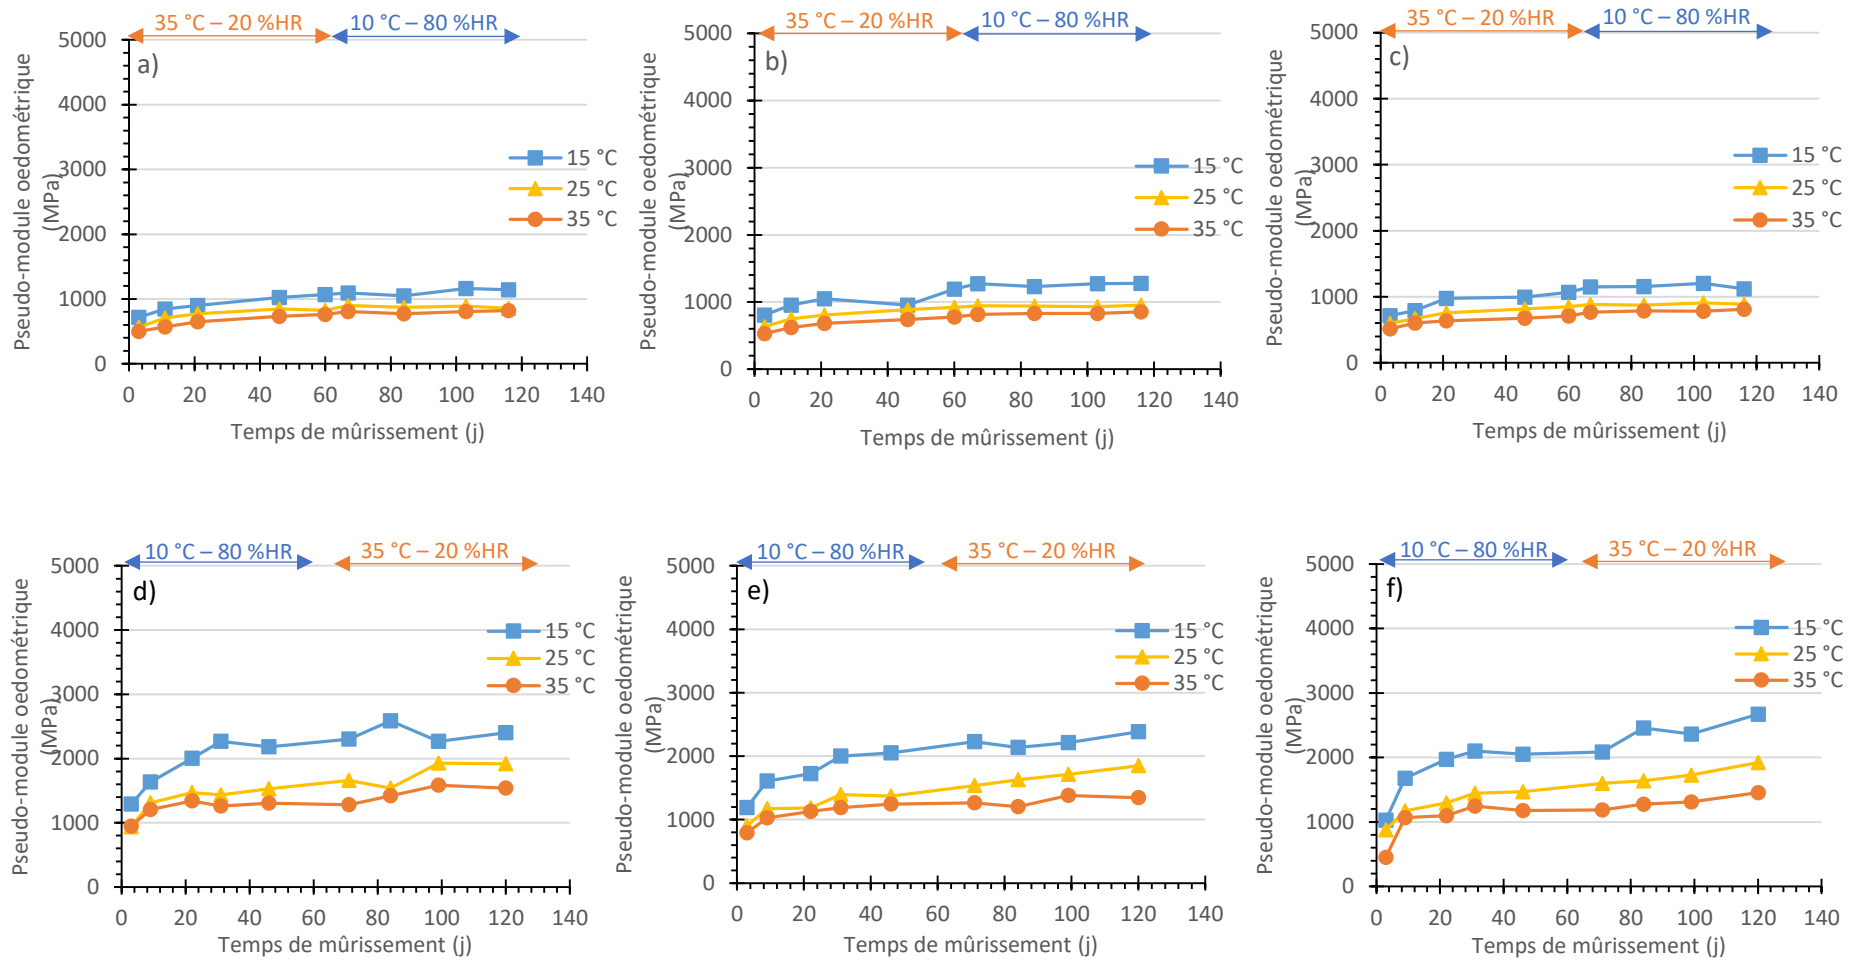 35 °C – 20 %HR
10 °C – 80 %HR
a)
Pseudo-module oedométrique
(MPa)
5000
4000
3000
2000
1000
0
0 20 40 60 80 100 120 140
Temps de mûrissement (j)
15 °C
25 °C
35 °C
35 °C – 20 %HR
10 °C – 80 %HR
b)
Pseudo-module oedométrique
(MPa)
5000
4000
3000
2000
1000
0
0 20 40 60 80 100 120 140
Temps de mûrissement (j)
15 °C
25 °C
35 °C
35 °C – 20 %HR
10 °C – 80 %HR
c)
Pseudo-module oedométrique
(MPa)
5000
4000
3000
2000
1000
0
0 20 40 60 80 100 120 140
Temps de mûrissement (j)
15 °C
25 °C
35 °C
10 °C – 80 %HR
35 °C – 20 %HR
d)
Pseudo-module oedométrique
(MPa)
5000
4000
3000
2000
1000
0
0 20 40 60 80 100 120 140
Temps de mûrissement (j)
15 °C
25 °C
35 °C
10 °C – 80 %HR
35 °C – 20 %HR
e)
Pseudo-module oedométrique
(MPa)
5000
4000
3000
2000
1000
0
0 20 40 60 80 100 120 140
Temps de mûrissement (j)
15 °C
25 °C
35 °C
10 °C – 80 %HR
35 °C – 20 %HR
f)
Pseudo-module oedométrique
(MPa)
5000
4000
3000
2000
1000
0
0 20 40 60 80 100 120 140
Temps de mûrissement (j)
15 °C
25 °C
35 °C